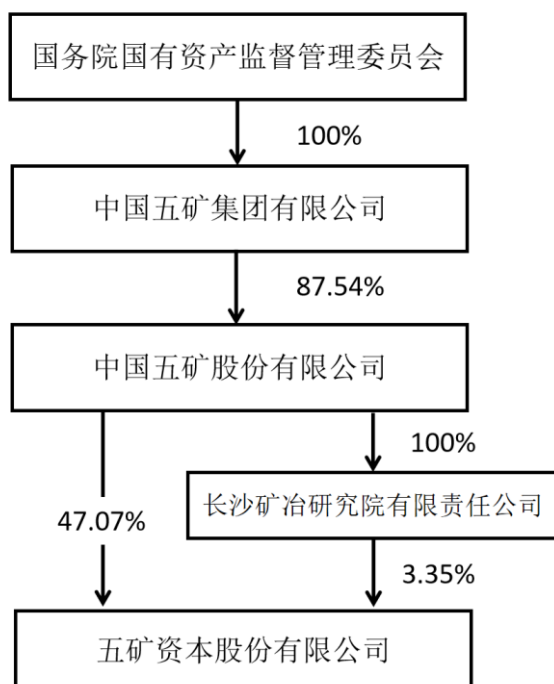 国务院国有资产监督管理委员会
100%
中国五矿集团有限公司
87.54%
中国五矿股份有限公司
100%
长沙矿冶研究院有限责任公司
47.07%
3.35%
五矿资本股份有限公司